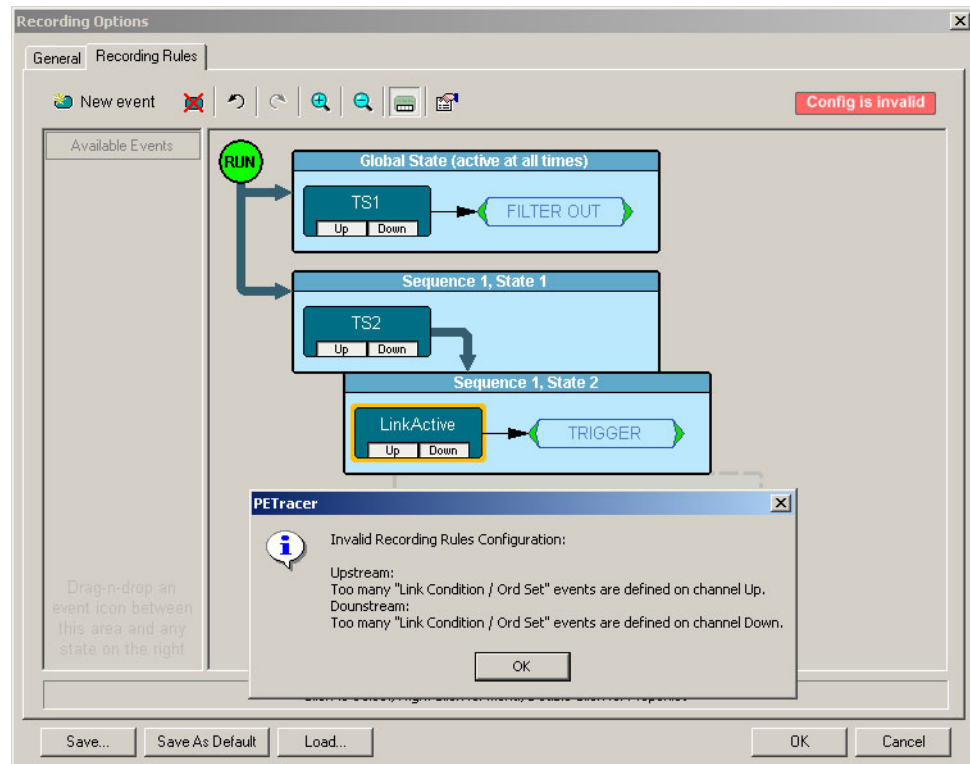 Recording Options
General Recording Rules
New event
Config is invalid
Available Events
RUN
Global State (active at all times)
TS1
Up Down
FILTER OUT
Sequence 1, State 1
TS2
Up Down
Sequence 1, State 2
LinkActive
Up Down
TRIGGER
PETracer
Invalid Recording Rules Configuration:
Upstream:
Too many "Link Condition / Ord Set" events are defined on channel Up.
Dounstream:
Too many "Link Condition / Ord Set" events are defined on channel Down.
OK
Drag-n-drop an
event icon between
this area and any
state on the right
Save... Save As Default Load... OK Cancel